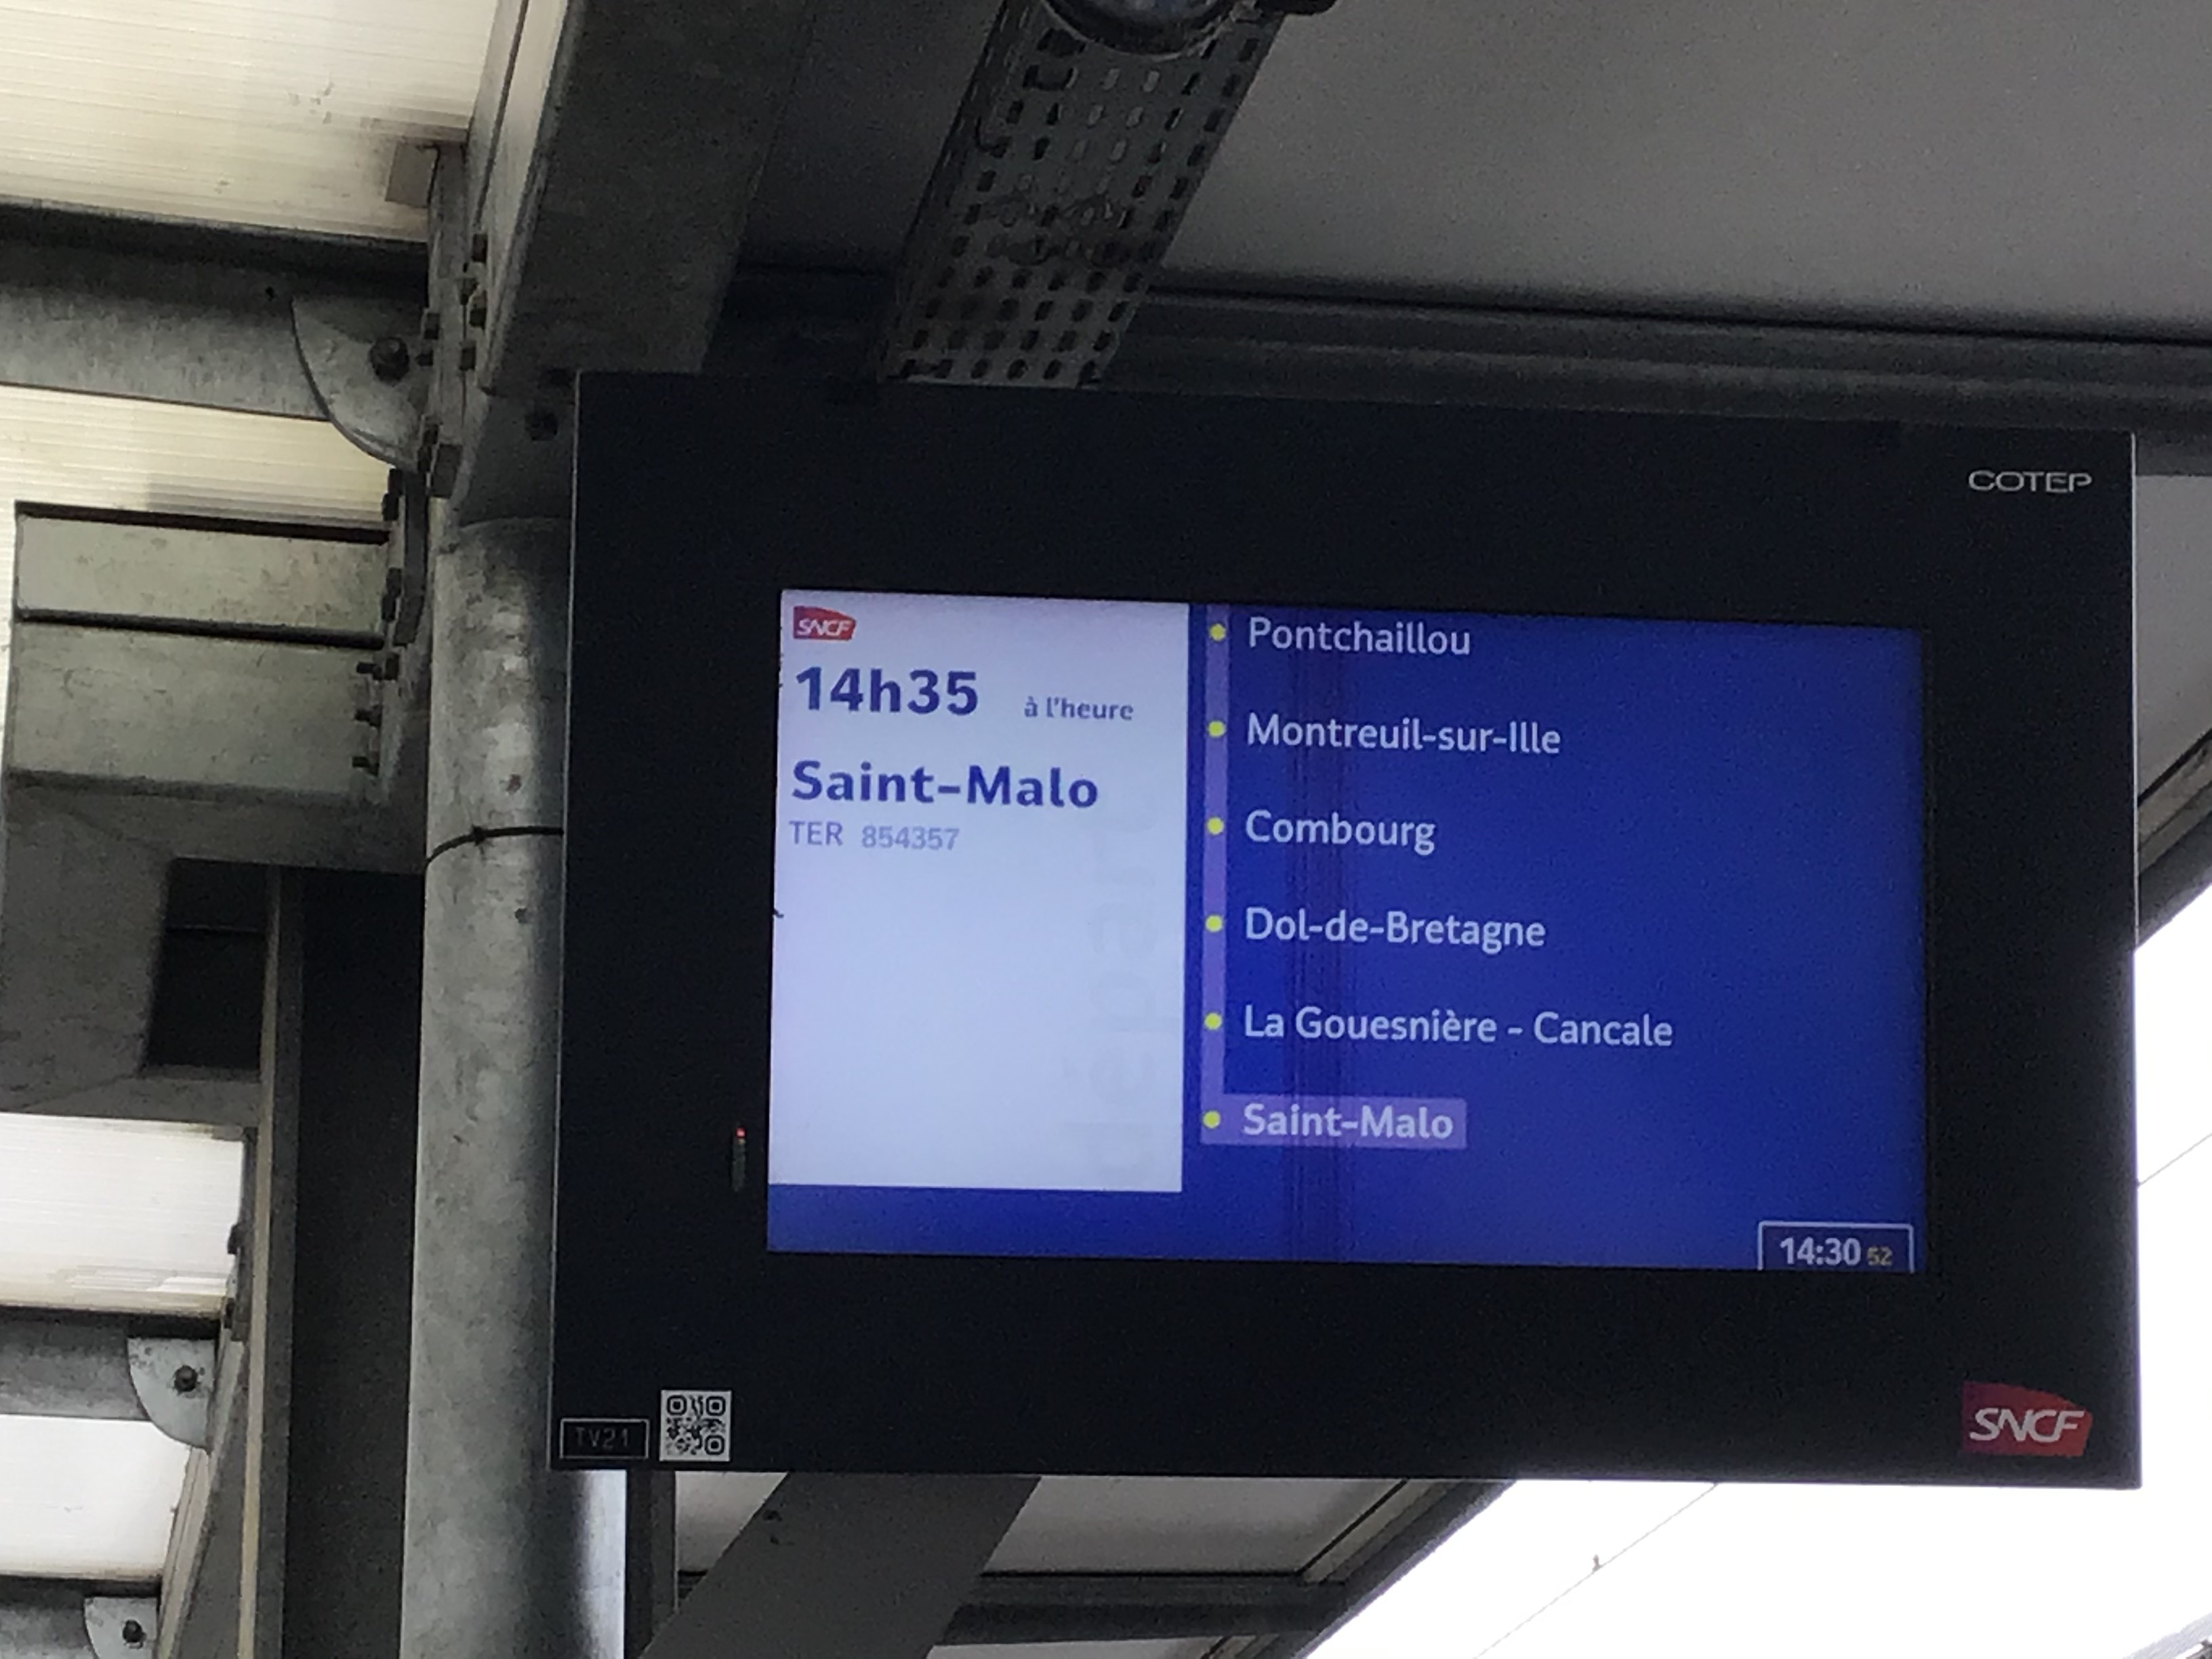 COTEP
SNCF
14h35 à l'heure
Saint-Malo
TER 854357
départ
Pontchaillou
Montreuil-sur-Ille
Combourg
Dol-de-Bretagne
La Gouesnière - Cancale
Saint-Malo
14:30 52
TV21
SNCF